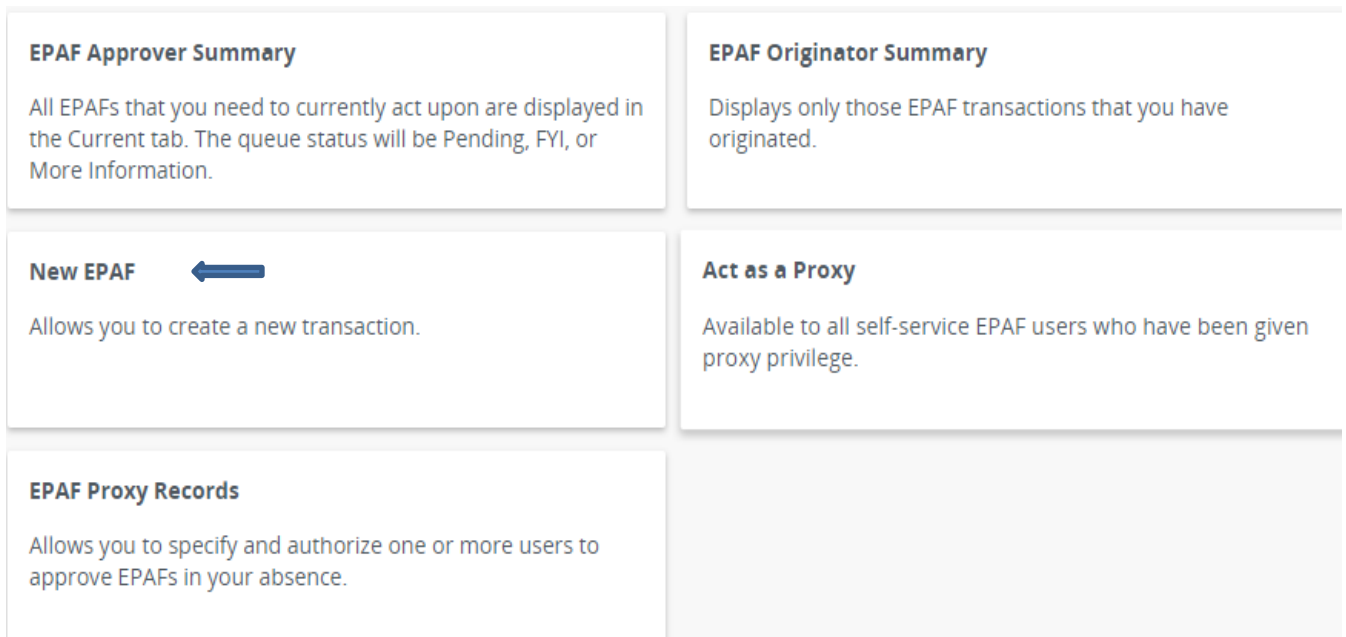 EPAF Approver Summary
All EPAFs that you need to currently act upon are displayed in
the Current tab. The queue status will be Pending, FYI, or
More Information.
EPAF Originator Summary
Displays only those EPAF transactions that you have
originated.
New EPAF
Allows you to create a new transaction.
Act as a Proxy
Available to all self-service EPAF users who have been given
proxy privilege.
EPAF Proxy Records
Allows you to specify and authorize one or more users to
approve EPAFs in your absence.